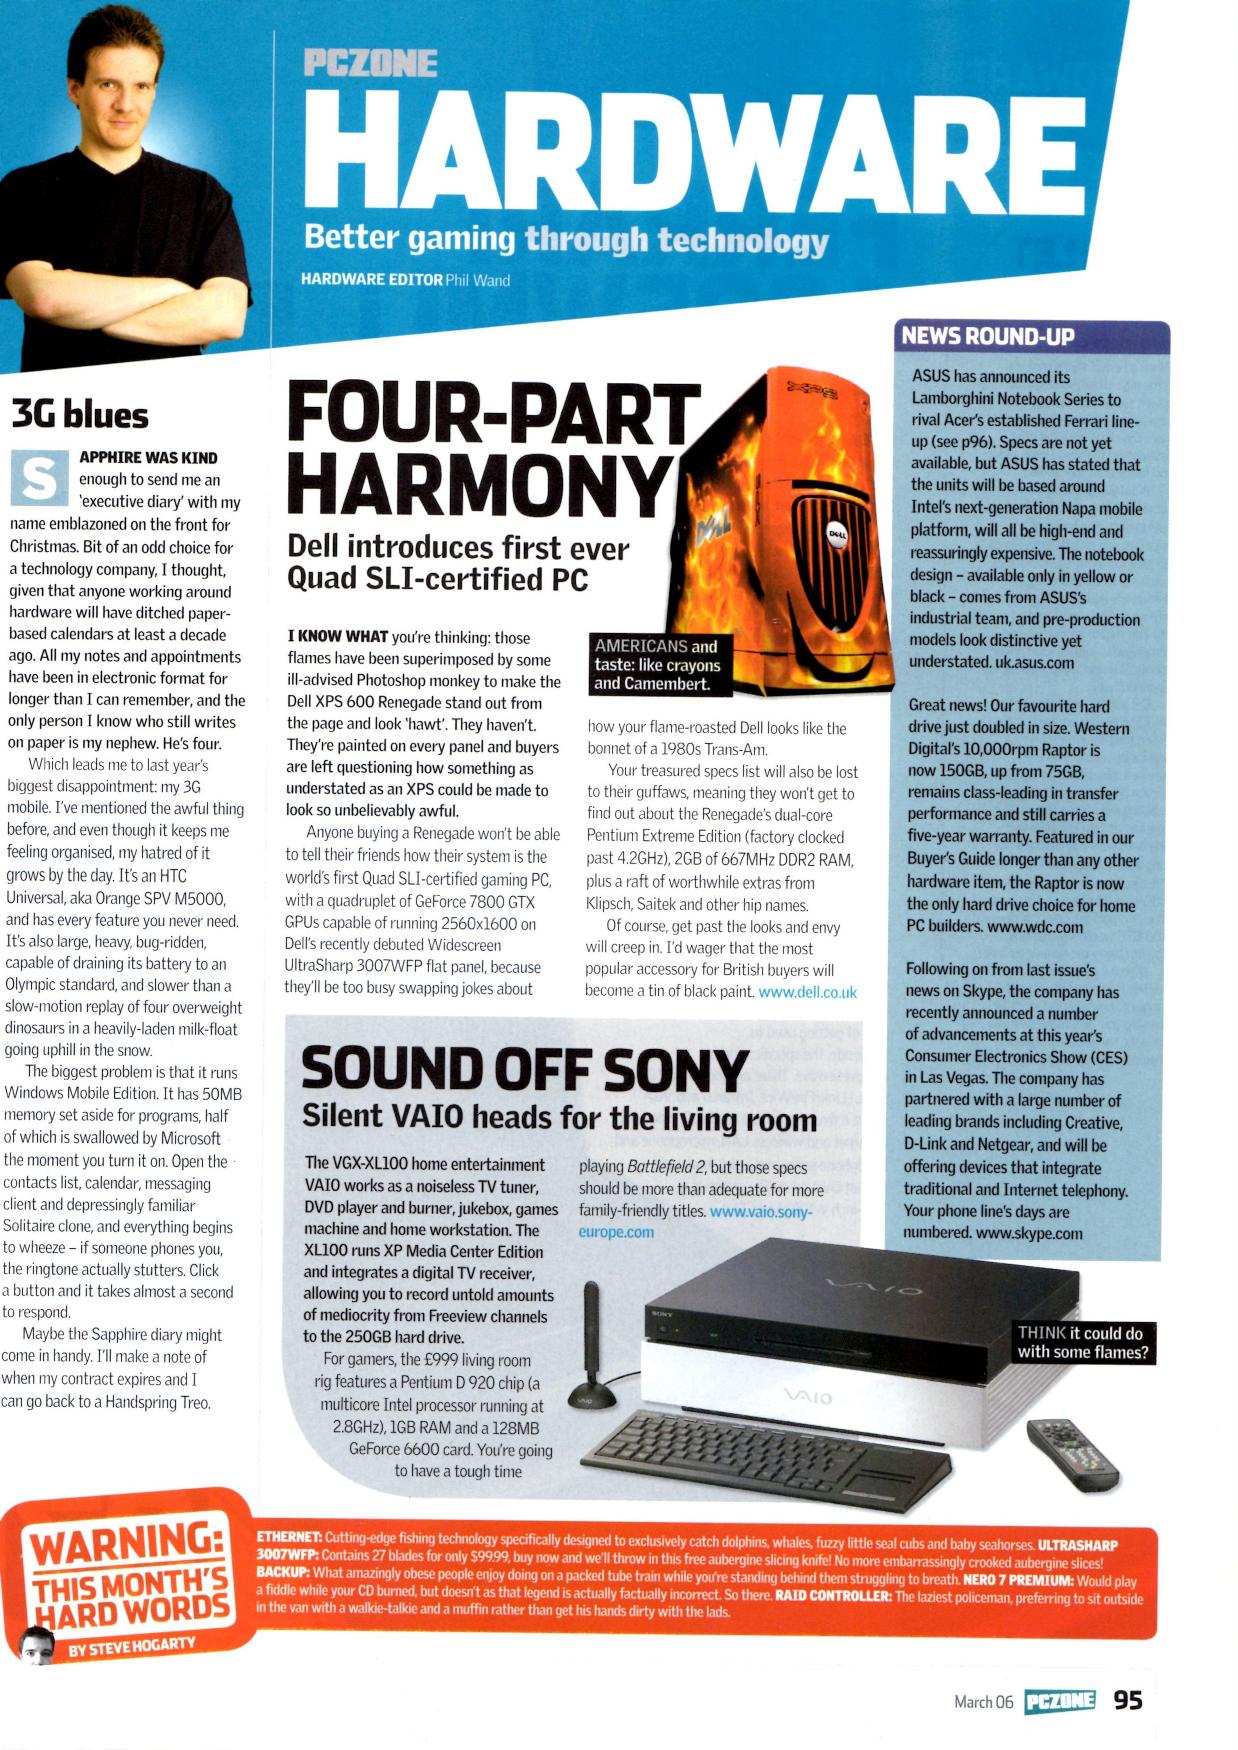 PCZONE
HARDWARE
Better gaming through technology
HARDWARE EDITOR Phil Wand
3G blues
SAPPHIRE WAS KIND
enough to send me an
'executive diary' with my
name emblazoned on the front for
Christmas. Bit of an odd choice for
a technology company, I thought,
given that anyone working around
hardware will have ditched paper-
based calendars at least a decade
ago. All my notes and appointments
have been in electronic format for
longer than I can remember, and the
only person I know who still writes
on paper is my nephew. He's four.
Which leads me to last year's
biggest disappointment: my 3G
mobile. I've mentioned the awful thing
before, and even though it keeps me
feeling organised, my hatred of it
grows by the day. It's an HTC
Universal, aka Orange SPV M5000,
and has every feature you never need.
It's also large, heavy, bug-ridden,
capable of draining its battery to an
Olympic standard, and slower than a
slow-motion replay of four overweight
dinosaurs in a heavily-laden milk-float
going uphill in the snow.
The biggest problem is that it runs
Windows Mobile Edition. It has 50MB
memory set aside for programs, half
of which is swallowed by Microsoft
the moment you turn it on. Open the
contacts list, calendar, messaging
client and depressingly familiar
Solitaire clone, and everything begins
to wheeze – if someone phones you,
the ringtone actually stutters. Click
a button and it takes almost a second
to respond.
Maybe the Sapphire diary might
come in handy. I'll make a note of
when my contract expires and I
can go back to a Handspring Treo.
FOUR-PART
HARMONY
Dell introduces first ever
Quad SLI-certified PC
XPS
DELL
DELL
AMERICANS and
taste: like crayons
and Camembert.
I KNOW WHAT you're thinking: those
flames have been superimposed by some
ill-advised Photoshop monkey to make the
Dell XPS 600 Renegade stand out from
the page and look 'hawt'. They haven't.
They're painted on every panel and buyers
are left questioning how something as
understated as an XPS could be made to
look so unbelievably awful.
Anyone buying a Renegade won't be able
to tell their friends how their system is the
world's first Quad SLI-certified gaming PC,
with a quadruplet of GeForce 7800 GTX
GPUs capable of running 2560x1600 on
Dell's recently debuted Widescreen
UltraSharp 3007WFP flat panel, because
they'll be too busy swapping jokes about
how your flame-roasted Dell looks like the
bonnet of a 1980s Trans-Am.
Your treasured specs list will also be lost
to their guffaws, meaning they won't get to
find out about the Renegade's dual-core
Pentium Extreme Edition (factory clocked
past 4.2GHz), 2GB of 667MHz DDR2 RAM,
plus a raft of worthwhile extras from
Klipsch, Saitek and other hip names.
Of course, get past the looks and envy
will creep in. I'd wager that the most
popular accessory for British buyers will
become a tin of black paint. www.dell.co.uk
SOUND OFF SONY
Silent VAIO heads for the living room
The VGX-XL100 home entertainment
VAIO works as a noiseless TV tuner,
DVD player and burner, jukebox, games
machine and home workstation. The
XL100 runs XP Media Center Edition
and integrates a digital TV receiver,
allowing you to record untold amounts
of mediocrity from Freeview channels
to the 250GB hard drive.
For gamers, the £999 living room
rig features a Pentium D 920 chip (a
multicore Intel processor running at
2.8GHz), 1GB RAM and a 128MB
GeForce 6600 card. You're going
to have a tough time
playing Battlefield 2, but those specs
should be more than adequate for more
family-friendly titles. www.vaio.sony-
europe.com
VAIO
SONY
VAIO
VAIO
THINK it could do
with some flames?
NEWS ROUND-UP
ASUS has announced its
Lamborghini Notebook Series to
rival Acer's established Ferrari line-
up (see p96). Specs are not yet
available, but ASUS has stated that
the units will be based around
Intel's next-generation Napa mobile
platform, will all be high-end and
reassuringly expensive. The notebook
design – available only in yellow or
black – comes from ASUS's
industrial team, and pre-production
models look distinctive yet
understated. uk.asus.com
Great news! Our favourite hard
drive just doubled in size. Western
Digital's 10,000rpm Raptor is
now 150GB, up from 75GB,
remains class-leading in transfer
performance and still carries a
five-year warranty. Featured in our
Buyer's Guide longer than any other
hardware item, the Raptor is now
the only hard drive choice for home
PC builders. www.wdc.com
Following on from last issue's
news on Skype, the company has
recently announced a number
of advancements at this year's
Consumer Electronics Show (CES)
in Las Vegas. The company has
partnered with a large number of
leading brands including Creative,
D-Link and Netgear, and will be
offering devices that integrate
traditional and Internet telephony.
Your phone line's days are
numbered. www.skype.com
WARNING:
THIS MONTH'S
HARD WORDS
BY STEVE HOGARTY
ETHERNET: Cutting-edge fishing technology specifically designed to exclusively catch dolphins, whales, fuzzy little seal cubs and baby seahorses. ULTRASHARP
3007WFP: Contains 27 blades for only $99.99, buy now and we'll throw in this free aubergine slicing knife! No more embarrassingly crooked aubergine slices!
BACKUP: What amazingly obese people enjoy doing on a packed tube train while you're standing behind them struggling to breath. NERO 7 PREMIUM: Would play
a fiddle while your CD burned, but doesn't as that legend is actually factually incorrect. So there. RAID CONTROLLER: The laziest policeman, preferring to sit outside
in the van with a walkie-talkie and a muffin rather than get his hands dirty with the lads.
March 06 PCZONE 95